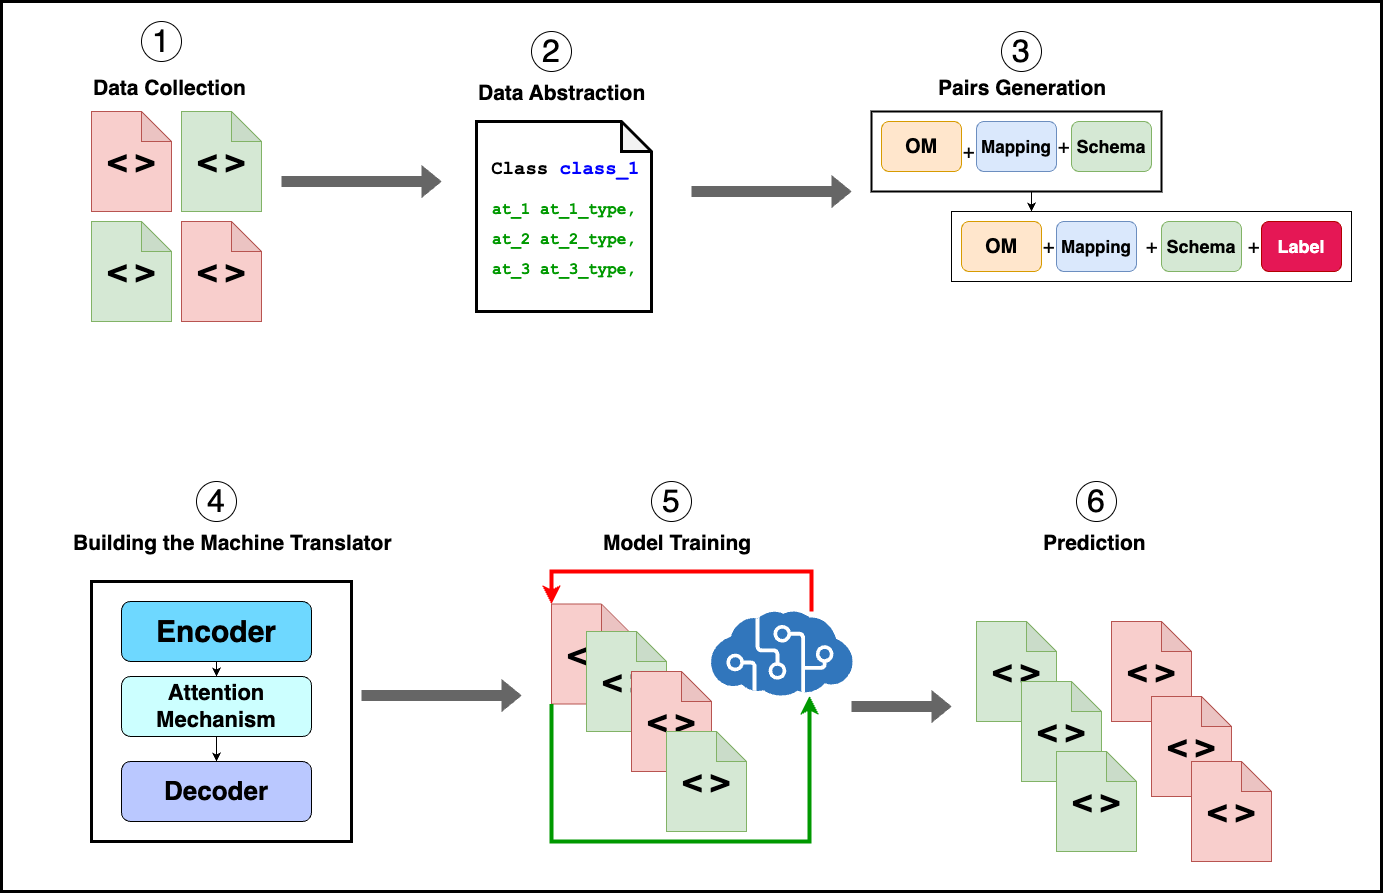 1
Data Collection
< >
< >
< >
< >
2
Data Abstraction
Class class_1
at_1 at_1_type,
at_2 at_2_type,
at_3 at_3_type,
3
Pairs Generation
OM + Mapping + Schema
OM + Mapping + Schema + Label
4
Building the Machine Translator
Encoder
Attention
Mechanism
Decoder
5
Model Training
<
<
< >
< >
6
Prediction
< >
< >
< >
< >
< >
< >